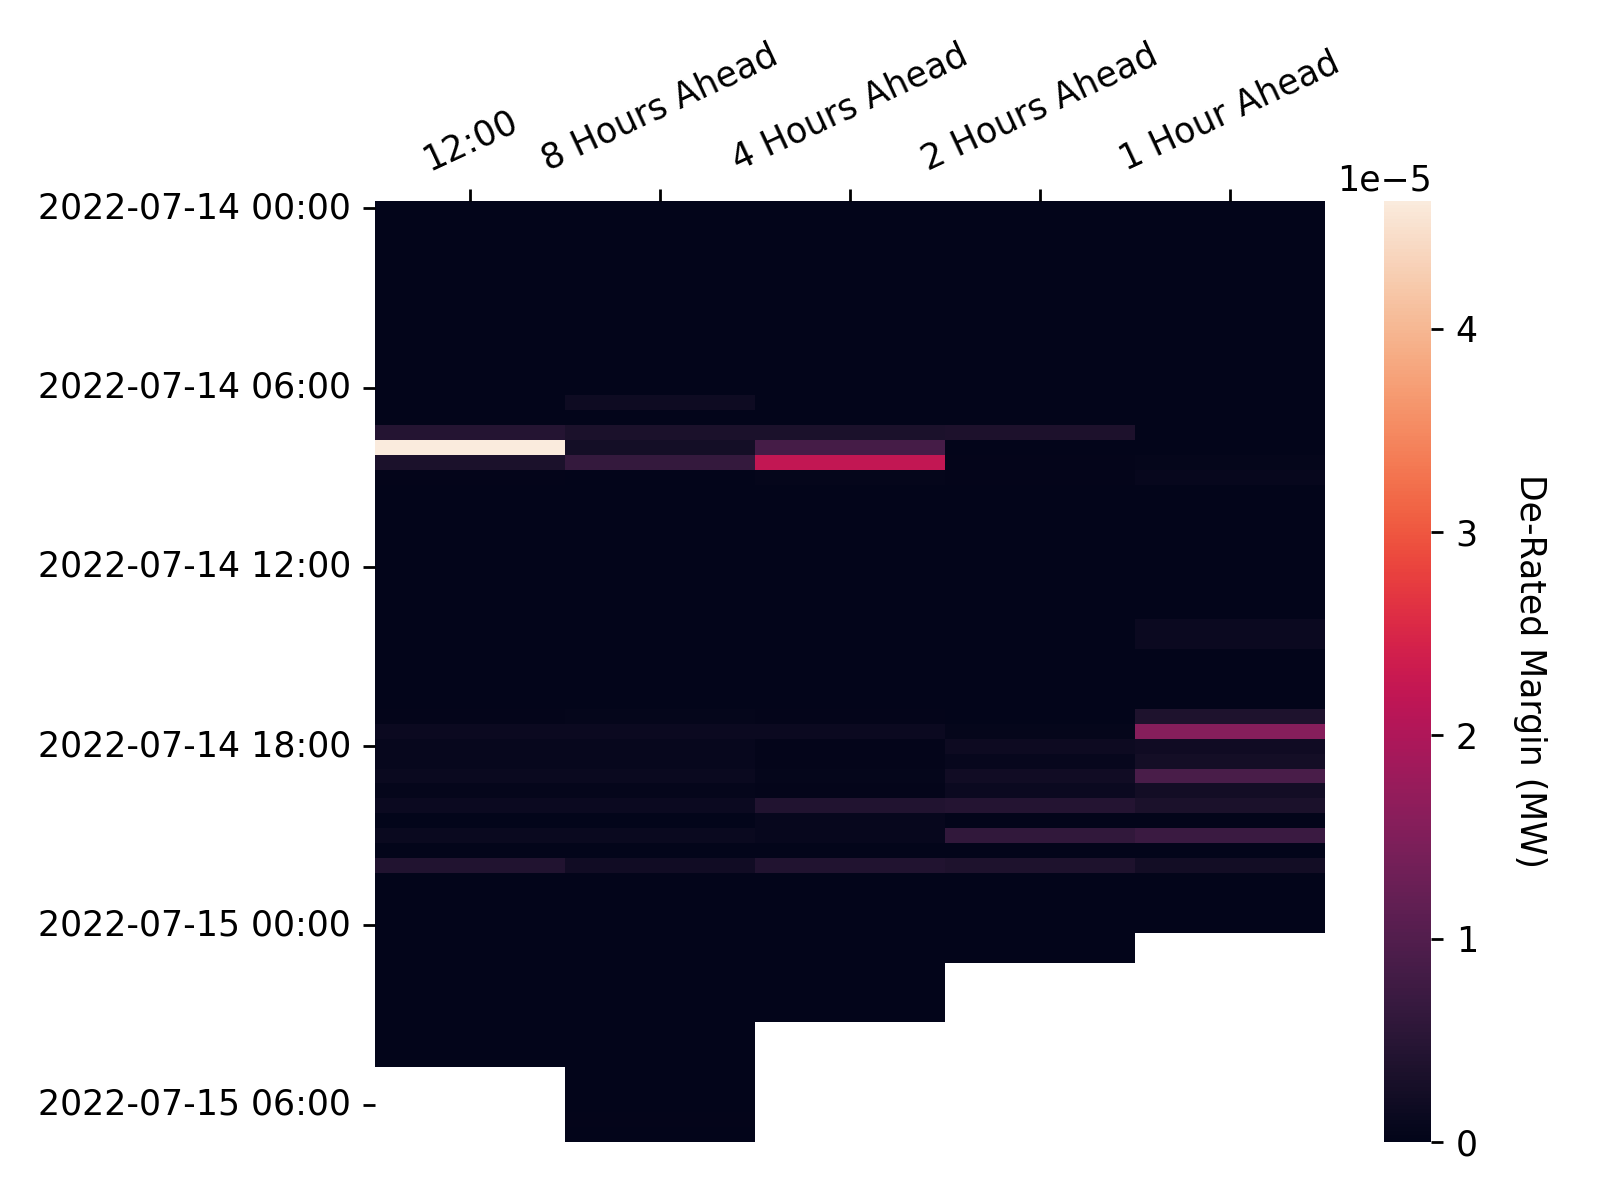 12:00
8 Hours Ahead
4 Hours Ahead
2 Hours Ahead
1 Hour Ahead
1e−5
2022-07-14 00:00
2022-07-14 06:00
2022-07-14 12:00
2022-07-14 18:00
2022-07-15 00:00
2022-07-15 06:00
4
3
2
1
0
De-Rated Margin (MW)